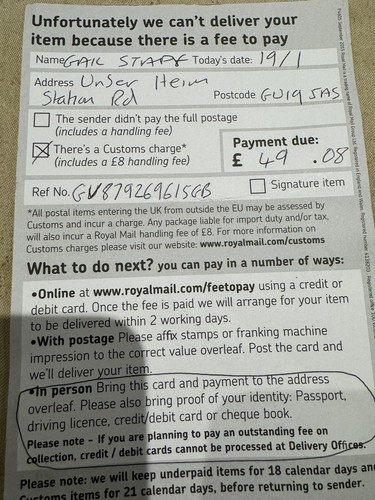 Unfortunately we can't deliver your
item because there is a fee to pay
Name GAIL STRAPF Today's date: 19/1
Address Unser Heim
Station Rd Postcode GU19 5AS
The sender didn't pay the full postage
(includes a handling fee)
There's a Customs charge*
(includes a £8 handling fee)
Payment due:
£ 49 .08
Ref No. GV879269615GB Signature item
*All postal items entering the UK from outside the EU may be assessed by
Customs and incur a charge. Any package liable for import duty and/or tax,
will also incur a Royal Mail handling fee of £8. For more information on
Customs charges please visit our website: www.royalmail.com/customs
What to do next? you can pay in a number of ways:
•Online at www.royalmail.com/feetopay using a credit or
debit card. Once the fee is paid we will arrange for your item
to be delivered within 2 working days.
•With postage Please affix stamps or franking machine
impression to the correct value overleaf. Post the card and
we'll deliver your item.
•In person Bring this card and payment to the address
overleaf. Please also bring proof of your identity: Passport,
driving licence, credit/debit card or cheque book.
Please note - If you are planning to pay an outstanding fee on
collection, credit / debit cards cannot be processed at Delivery Offices.
Please note: we will keep underpaid items for 18 calendar days and
Customs items for 21 calendar days, before returning to sender.